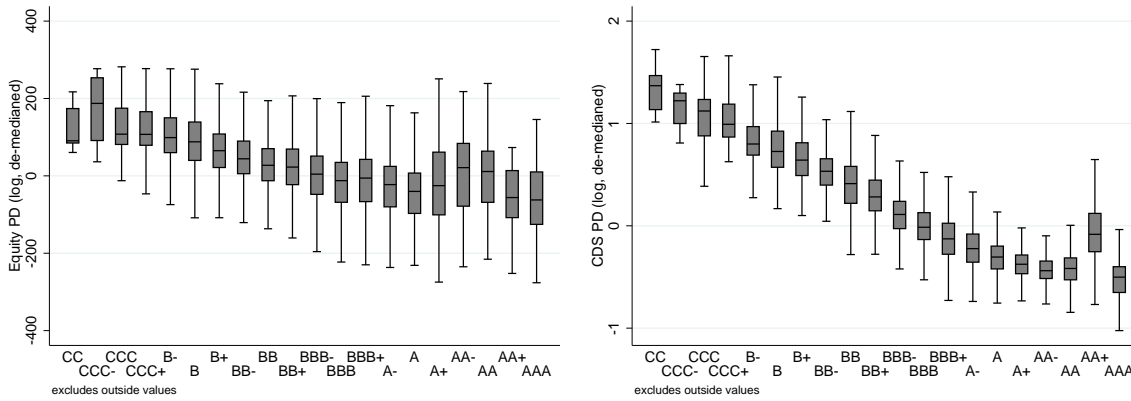 Equity PD (log, de-medianed)
400
200
0
-200
-400
CC CCC B- B+ BB BBB- BBB+ A AA- AA+
CCC- CCC+ B BB- BB+ BBB A- A+ AA AAA
excludes outside values
CDS PD (log, de-medianed)
2
1
0
-1
CC CCC B- B+ BB BBB- BBB+ A AA- AA+
CCC- CCC+ B BB- BB+ BBB A- A+ AA AAA
excludes outside values